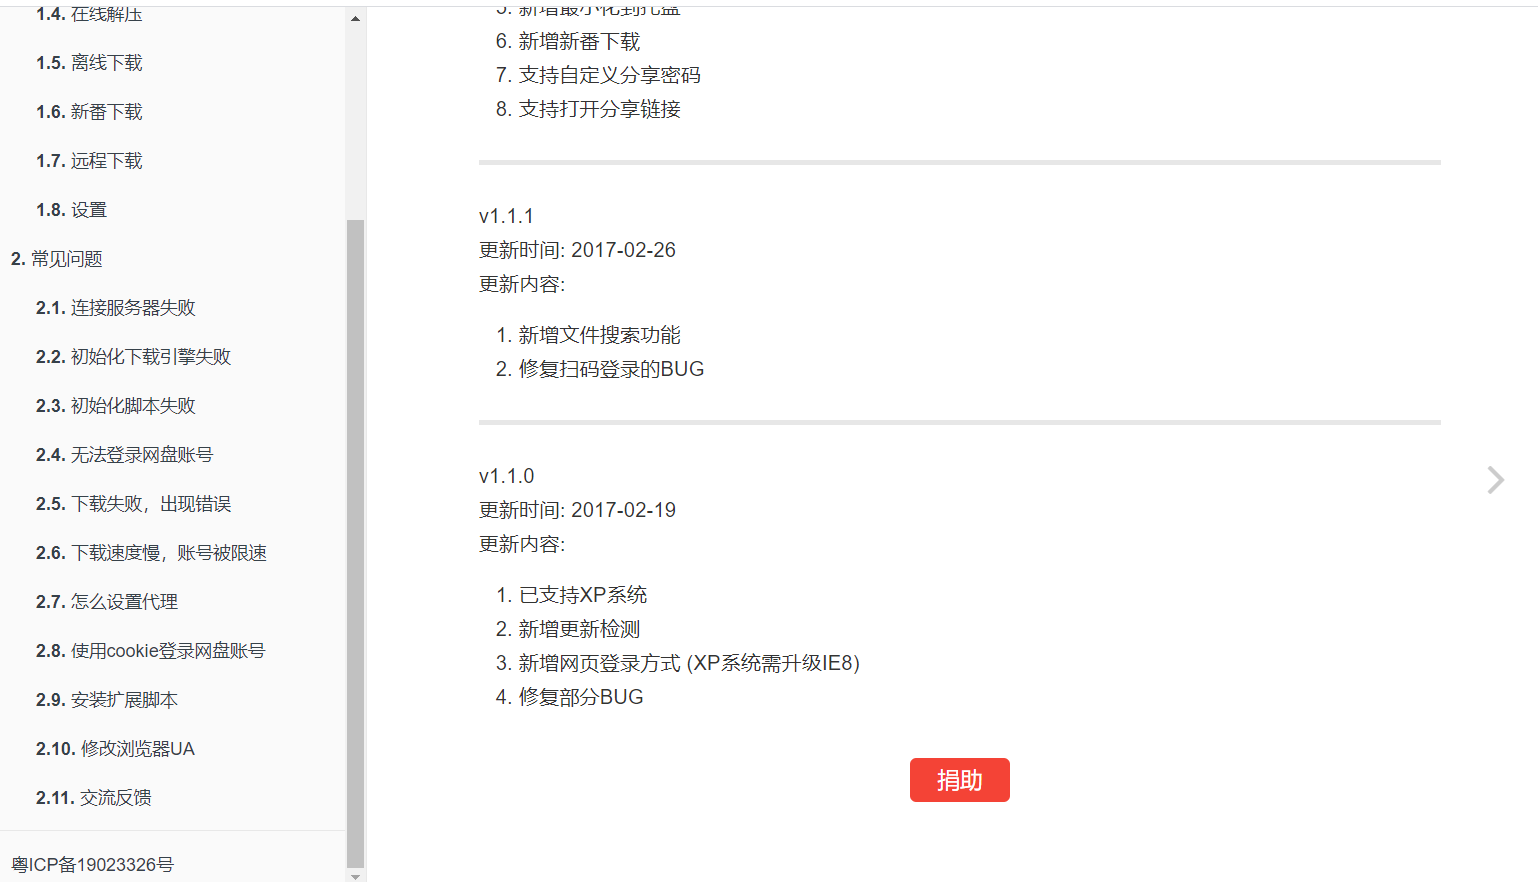 1.4. 在线解压
1.5. 离线下载
1.6. 新番下载
1.7. 远程下载
1.8. 设置
2. 常见问题
2.1. 连接服务器失败
2.2. 初始化下载引擎失败
2.3. 初始化脚本失败
2.4. 无法登录网盘账号
2.5. 下载失败，出现错误
2.6. 下载速度慢，账号被限速
2.7. 怎么设置代理
2.8. 使用cookie登录网盘账号
2.9. 安装扩展脚本
2.10. 修改浏览器UA
2.11. 交流反馈
粤ICP备19023326号
5. 新增最小化到托盘
6. 新增新番下载
7. 支持自定义分享密码
8. 支持打开分享链接
v1.1.1
更新时间: 2017-02-26
更新内容:
1. 新增文件搜索功能
2. 修复扫码登录的BUG
v1.1.0
更新时间: 2017-02-19
更新内容:
1. 已支持XP系统
2. 新增更新检测
3. 新增网页登录方式 (XP系统需升级IE8)
4. 修复部分BUG
捐助